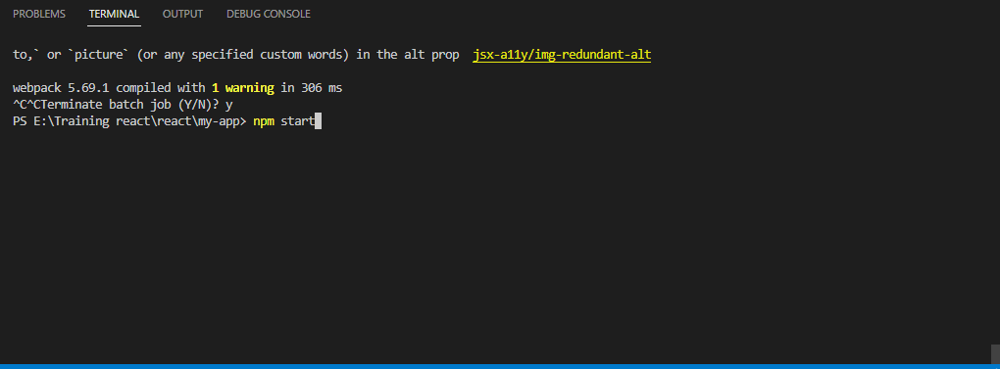 PROBLEMS TERMINAL OUTPUT DEBUG CONSOLE
to,` or `picture` (or any specified custom words) in the alt prop  jsx-a11y/img-redundant-alt
webpack 5.69.1 compiled with 1 warning in 306 ms
^C^CTerminate batch job (Y/N)? y
PS E:\Training react\react\my-app> npm start